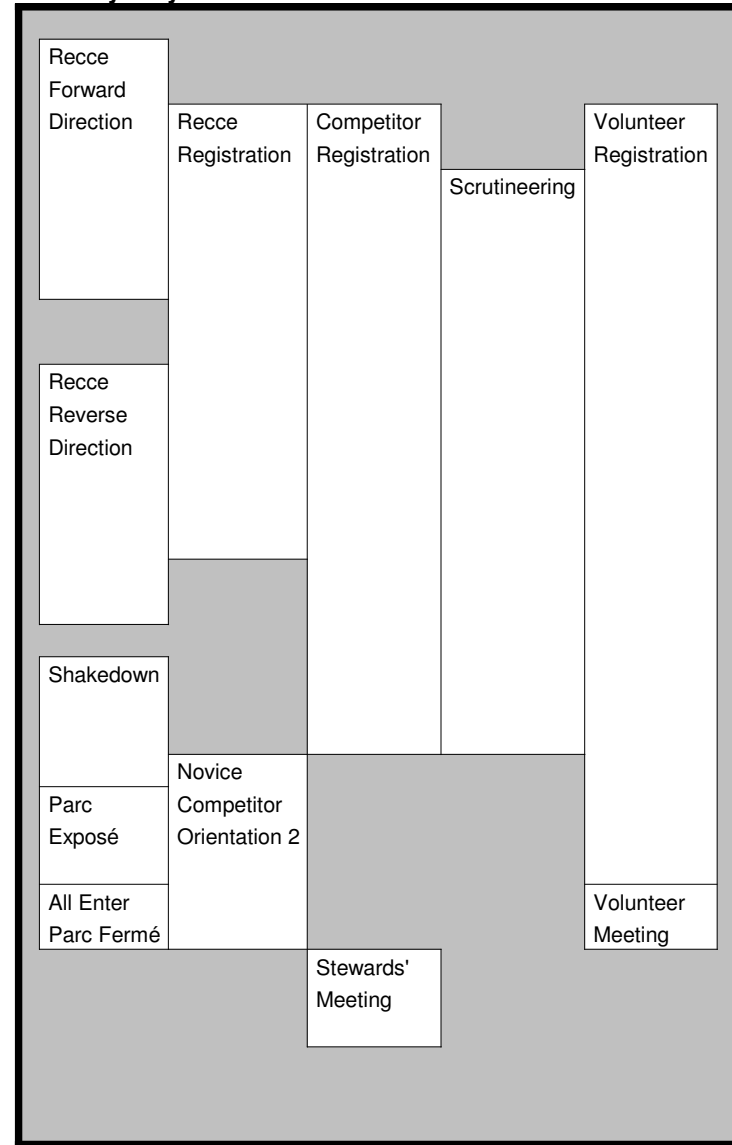 Recce
Forward
Direction
Recce
Registration
Competitor
Registration
Volunteer
Registration
Scrutineering
Recce
Reverse
Direction
Shakedown
Novice
Competitor
Orientation 2
Parc
Exposé
All Enter
Parc Fermé
Volunteer
Meeting
Stewards'
Meeting